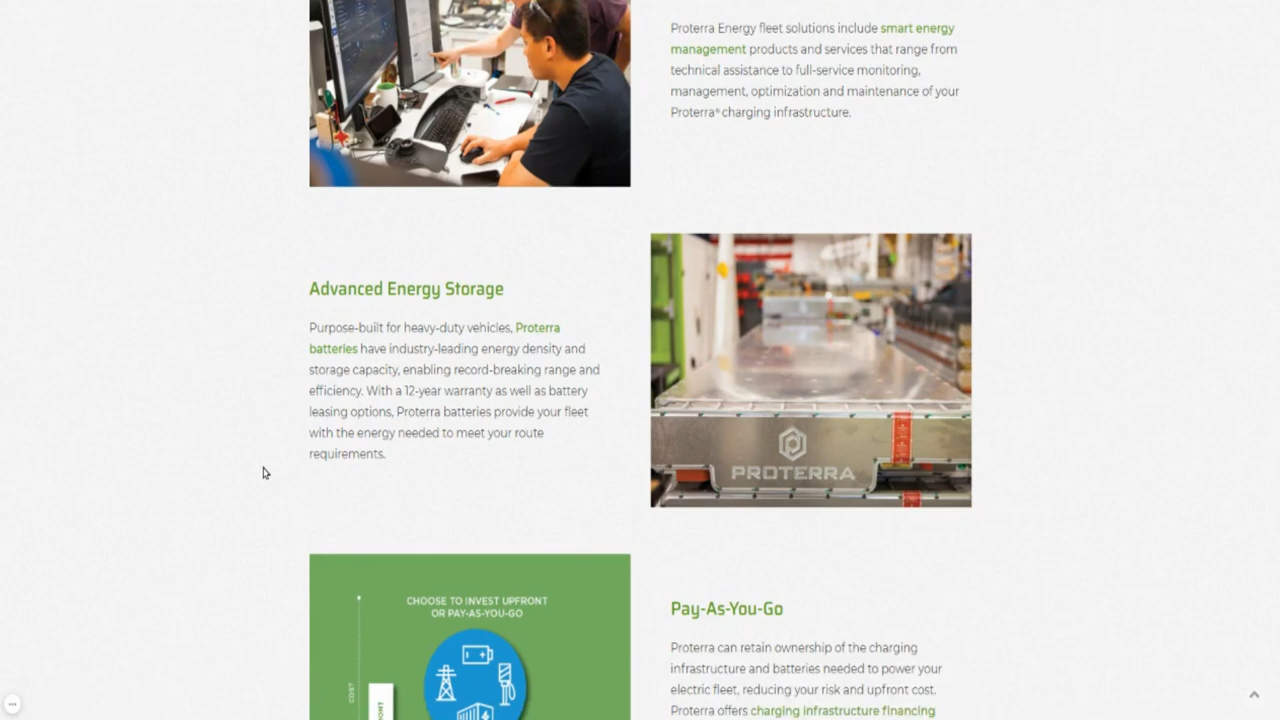 Proterra Energy fleet solutions include smart energy
management products and services that range from
technical assistance to full-service monitoring,
management, optimization and maintenance of your
Proterra® charging infrastructure.
Advanced Energy Storage
Purpose-built for heavy-duty vehicles, Proterra
batteries have industry-leading energy density and
storage capacity, enabling record-breaking range and
efficiency. With a 12-year warranty as well as battery
leasing options, Proterra batteries provide your fleet
with the energy needed to meet your route
requirements.
PROTERRA
CHOOSE TO INVEST UPFRONT
OR PAY-AS-YOU-GO
COST
Pay-As-You-Go
Proterra can retain ownership of the charging
infrastructure and batteries needed to power your
electric fleet, reducing your risk and upfront cost.
Proterra offers charging infrastructure financing